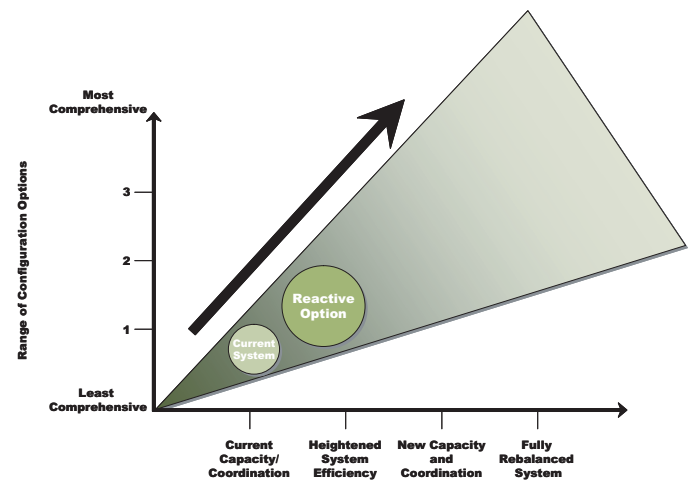 Most
Comprehensive
Range of Configuration Options
3
2
1
Reactive
Option
Current
System
Least
Comprehensive
Current
Capacity/
Coordination
Heightened
System
Efficiency
New Capacity
and
Coordination
Fully
Rebalanced
System